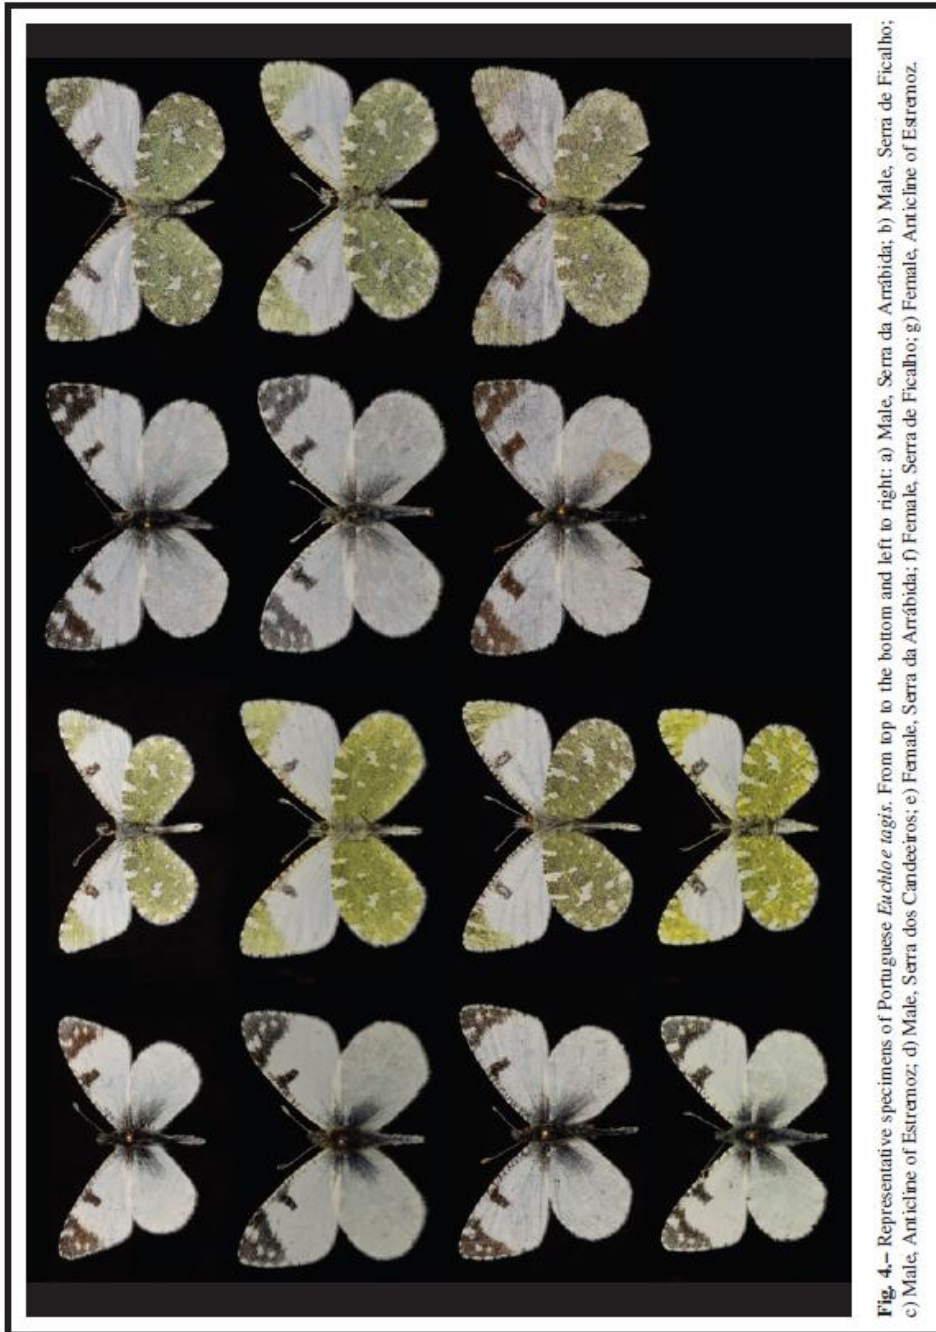 Fig. 4.– Representative specimens of Portuguese Euchloe tagis. From top to the bottom and left to right: a) Male, Serra da Arrábida; b) Male, Serra de Ficalho;
c) Male, Anticline of Estremoz; d) Male, Serra dos Candeeiros; e) Female, Serra da Arrábida; f) Female, Serra de Ficalho; g) Female, Anticline of Estremoz.